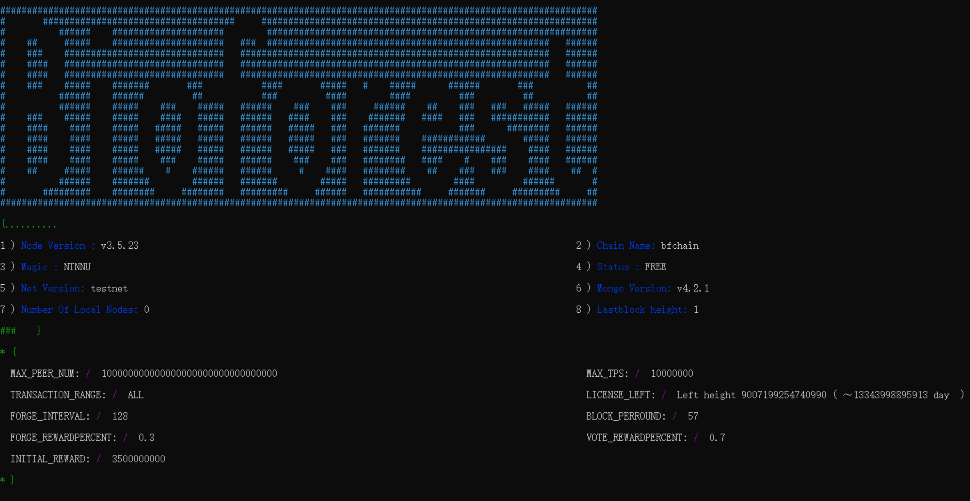 {..........
1 ) Node Version : v3.5.23 2 ) Chain Name: bfchain
3 ) Magic : NTNNU 4 ) Status : FREE
5 ) Net Version: testnet 6 ) Mongo Version: v4.2.1
7 ) Number Of Local Nodes: 0 8 ) Lastblock height: 1
### }
* {
MAX_PEER_NUM: / 100000000000000000000000000000000 MAX_TPS: / 10000000
TRANSACTION_RANGE: / ALL LICENSE_LEFT: / Left height 9007199254740990 ( ～13343998895913 day )
FORGE_INTERVAL: / 128 BLOCK_PERROUND: / 57
FORGE_REWARDPERCENT: / 0.3 VOTE_REWARDPERCENT: / 0.7
INITIAL_REWARD: / 3500000000
* }